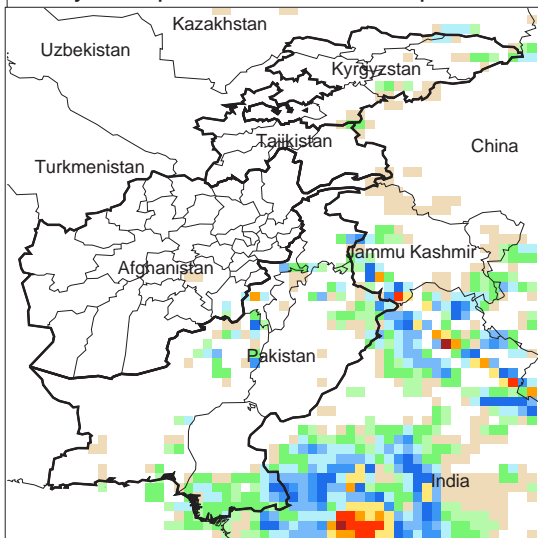 Kazakhstan
Uzbekistan
Kyrgyzstan
Tajikistan
China
Turkmenistan
Jammu Kashmir
Afghanistan
Pakistan
India